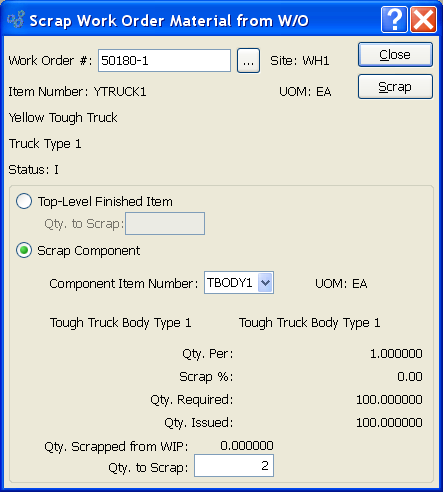 Scrap Work Order Material from W/O
Work Order #: 50180-1 ... Site: WH1 Close
Item Number: YTRUCK1 UOM: EA Scrap
Yellow Tough Truck
Truck Type 1
Status: I
Top-Level Finished Item
Qty. to Scrap:
Scrap Component
Component Item Number: TBODY1 UOM: EA
Tough Truck Body Type 1 Tough Truck Body Type 1
Qty. Per: 1.000000
Scrap %: 0.00
Qty. Required: 100.000000
Qty. Issued: 100.000000
Qty. Scrapped from WIP: 0.000000
Qty. to Scrap: 2